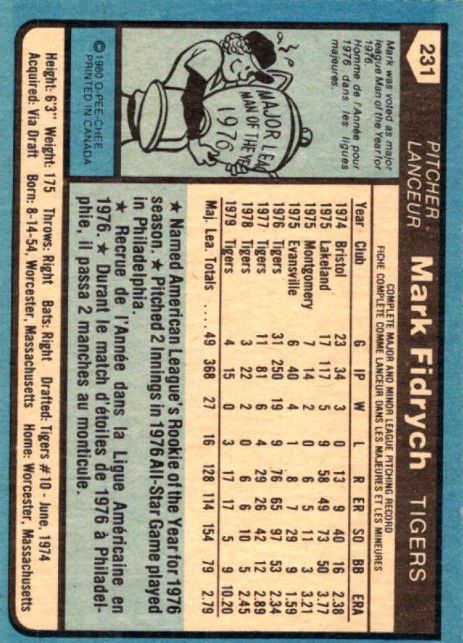 231
PITCHER
LANCEUR
Mark Fidrych TIGERS
Mark was voted as major
league Man of the Year for
1976.
Homme de l'Année pour
1976 dans les ligues
majeures.
MAJOR LEA
MAN OF THE YE
1976
© 1980 O-PEE-CHEE
PRINTED IN CANADA
COMPLETE MAJOR AND MINOR LEAGUE PITCHING RECORD
FICHE COMPLETE COMME LANCEUR DANS LES MAJEURES ET LES MINEURES
Year Club G IP W L R ER SO BB ERA
1974 Bristol 23 34 3 0 13 9 40 16 2.38
1975 Lakeland 17 117 5 9 58 49 73 50 3.77
1975 Montgomery 7 14 2 0 6 5 11 3 3.21
1975 Evansville 6 40 4 1 8 7 29 9 1.59
1976 Tigers 31 250 19 9 76 65 97 53 2.34
1977 Tigers 11 81 6 4 29 26 42 12 2.89
1978 Tigers 3 22 2 0 6 6 10 5 2.45
1979 Tigers 4 15 0 3 17 17 5 9 10.20
Maj. Lea. Totals 49 368 27 16 128 114 154 79 2.79
★ Named American League's Rookie of the Year for 1976
season. ★ Pitched 2 Innings in 1976 All-Star Game played
in Philadelphia.
★ Recrue de l'Année dans la Ligue Américaine en
1976. ★ Durant le match d'étoiles de 1976 à Philadel-
phie, il passa 2 manches au monticule.
Height: 6'3" Weight: 175 Throws: Right Bats: Right Drafted: Tigers #10 - June, 1974
Acquired: Via Draft Born: 8-14-54, Worcester, Massachusetts Home: Worcester, Massachusetts